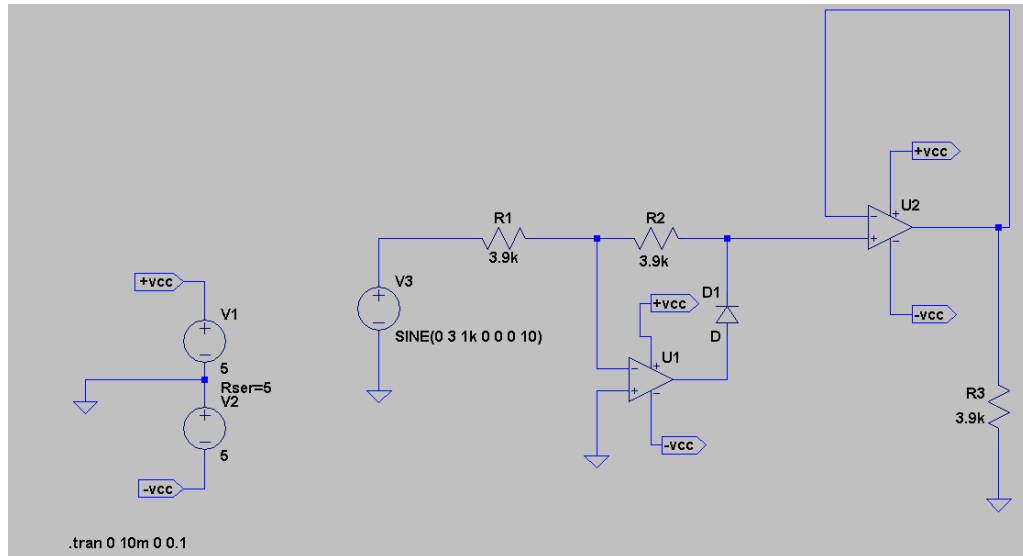 +vcc
U2
-vcc
R1
3.9k
R2
3.9k
V3
SINE(0 3 1k 0 0 0 10)
D1
D
+vcc
U1
-vcc
+vcc
V1
5
Rser=5
V2
5
-vcc
R3
3.9k
.tran 0 10m 0 0.1